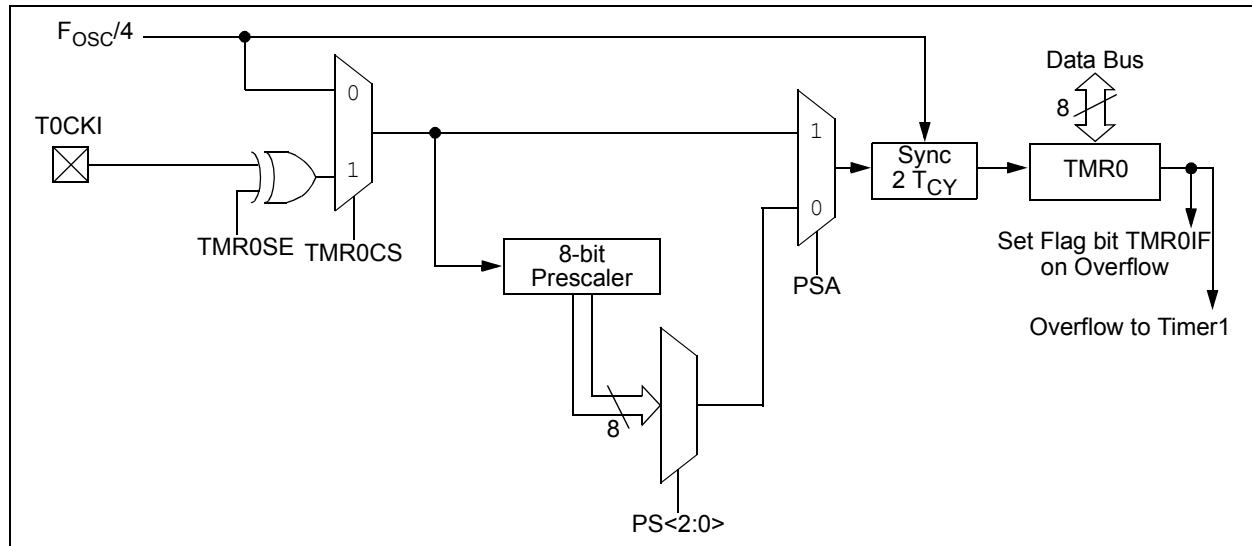 FOSC/4
T0CKI
0
1
TMR0SE
TMR0CS
8-bit
Prescaler
8
PS<2:0>
1
0
PSA
Sync
2 TCY
Data Bus
8
TMR0
Set Flag bit TMR0IF
on Overflow
Overflow to Timer1